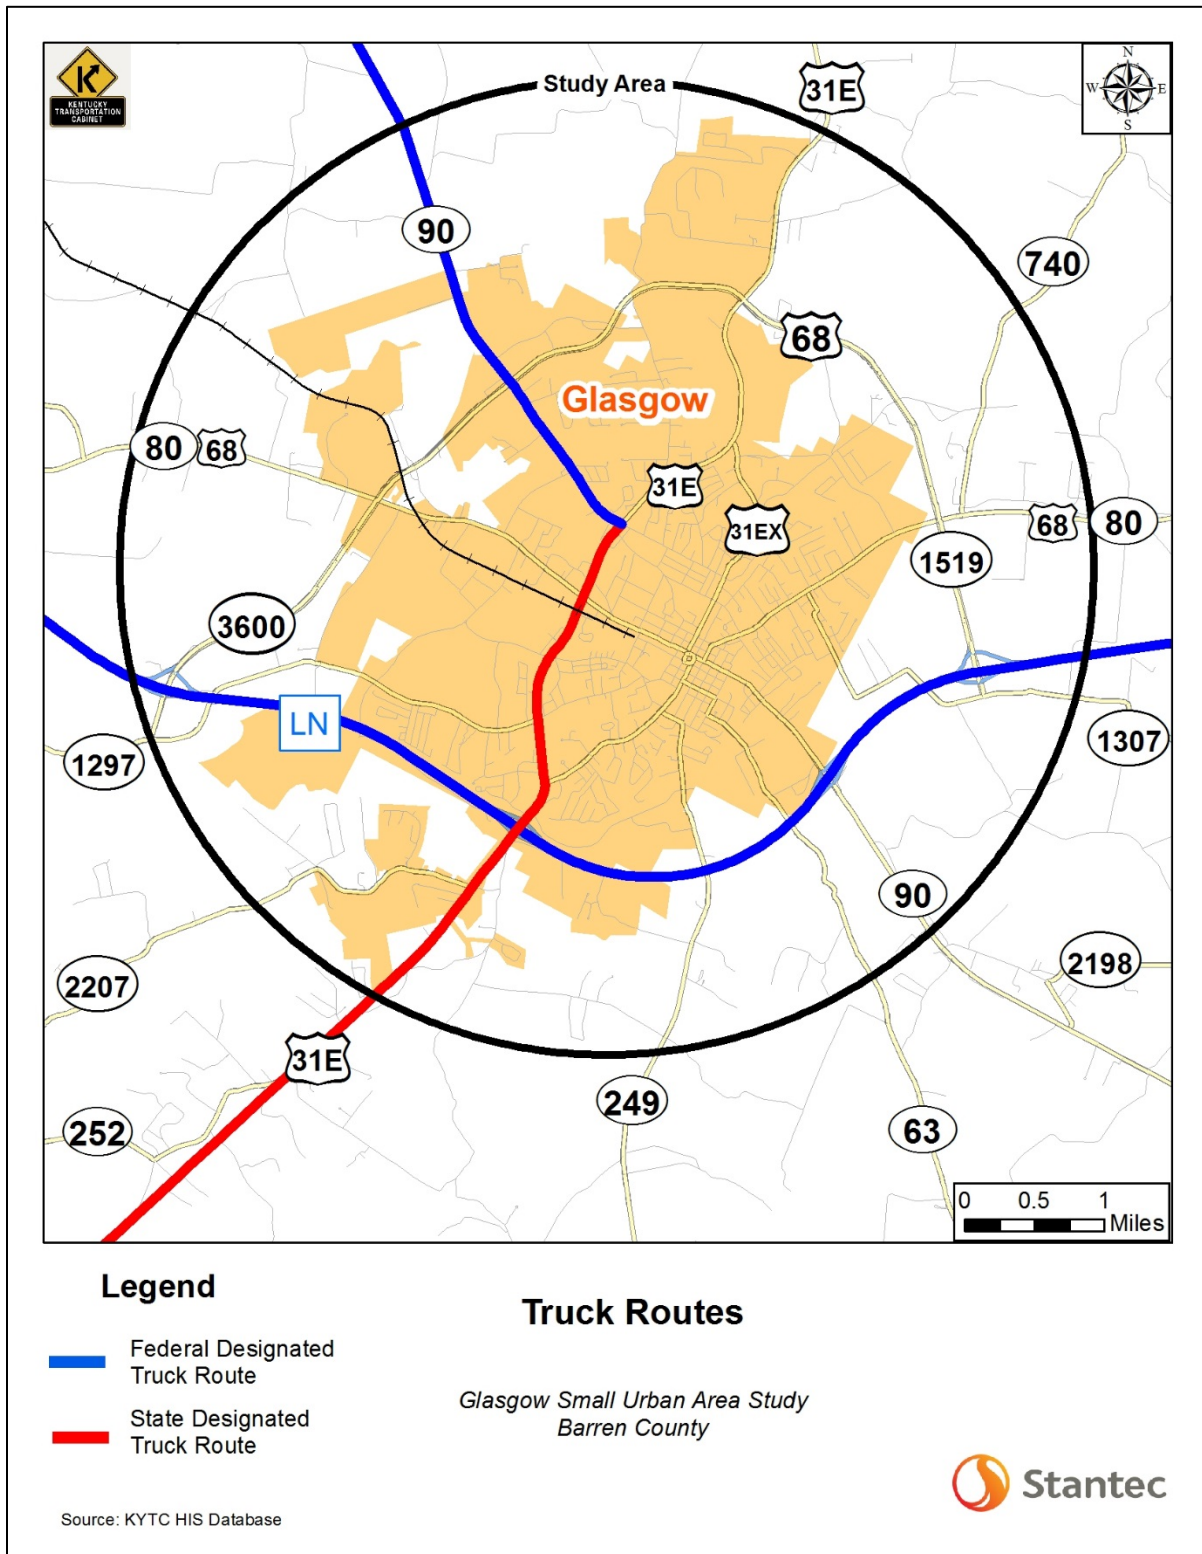 KENTUCKY
TRANSPORTATION
CABINET
Study Area
31E
N
W
E
S
90
740
68
Glasgow
80
68
31E
31EX
68
80
1519
3600
LN
1297
1307
90
2207
2198
31E
252
249
63
0 0.5 1
Miles
Legend
Federal Designated
Truck Route
State Designated
Truck Route
Truck Routes
Glasgow Small Urban Area Study
Barren County
Stantec
Source: KYTC HIS Database